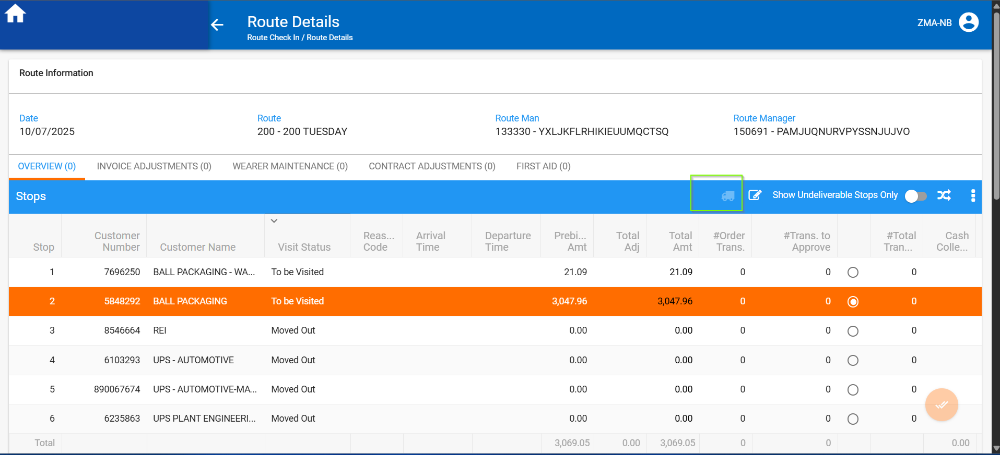 Route Details
Route Check In / Route Details
ZMA-NB
Route Information
Date
10/07/2025
Route
200 - 200 TUESDAY
Route Man
133330 - YXLJKFLRHIKIEUUMQCTSQ
Route Manager
150691 - PAMJUQNURVPYSSNJUJVO
OVERVIEW (0) INVOICE ADJUSTMENTS (0) WEARER MAINTENANCE (0) CONTRACT ADJUSTMENTS (0) FIRST AID (0)
Stops Show Undeliverable Stops Only
Stop Customer Number Customer Name Visit Status Reas... Code Arrival Time Departure Time Prebi... Amt Total Adj Total Amt #Order Trans. #Trans. to Approve #Total Tran... Cash Colle...
1 7696250 BALL PACKAGING - WA... To be Visited 21.09 21.09 0 0 0
2 5848292 BALL PACKAGING To be Visited 3,047.96 3,047.96 0 0 0
3 8546664 REI Moved Out 0.00 0.00 0 0 0
4 6103293 UPS - AUTOMOTIVE Moved Out 0.00 0.00 0 0 0
5 890067674 UPS - AUTOMOTIVE-MA... Moved Out 0.00 0.00 0 0 0
6 6235863 UPS PLANT ENGINEERI... Moved Out 0.00 0.00 0 0 0
Total 3,069.05 0.00 3,069.05 0 0 0.00